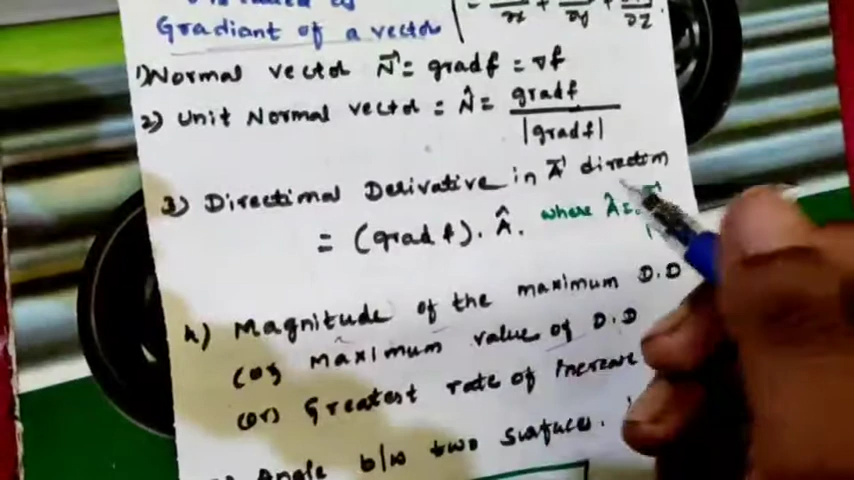 Gradiant of a vector
∂x + ∂y + ∂z
1) Normal vector N⃗ = grad f = ∇f
2) Unit Normal vector = N̂ = grad f / |grad f|
3) Directional Derivative in A⃗ direction
= (grad f). Â. where Â =
4) Magnitude of the maximum D.D
(or) maximum value of D.D
(or) Greatest rate of Increase
Angle b/w two surfaces.